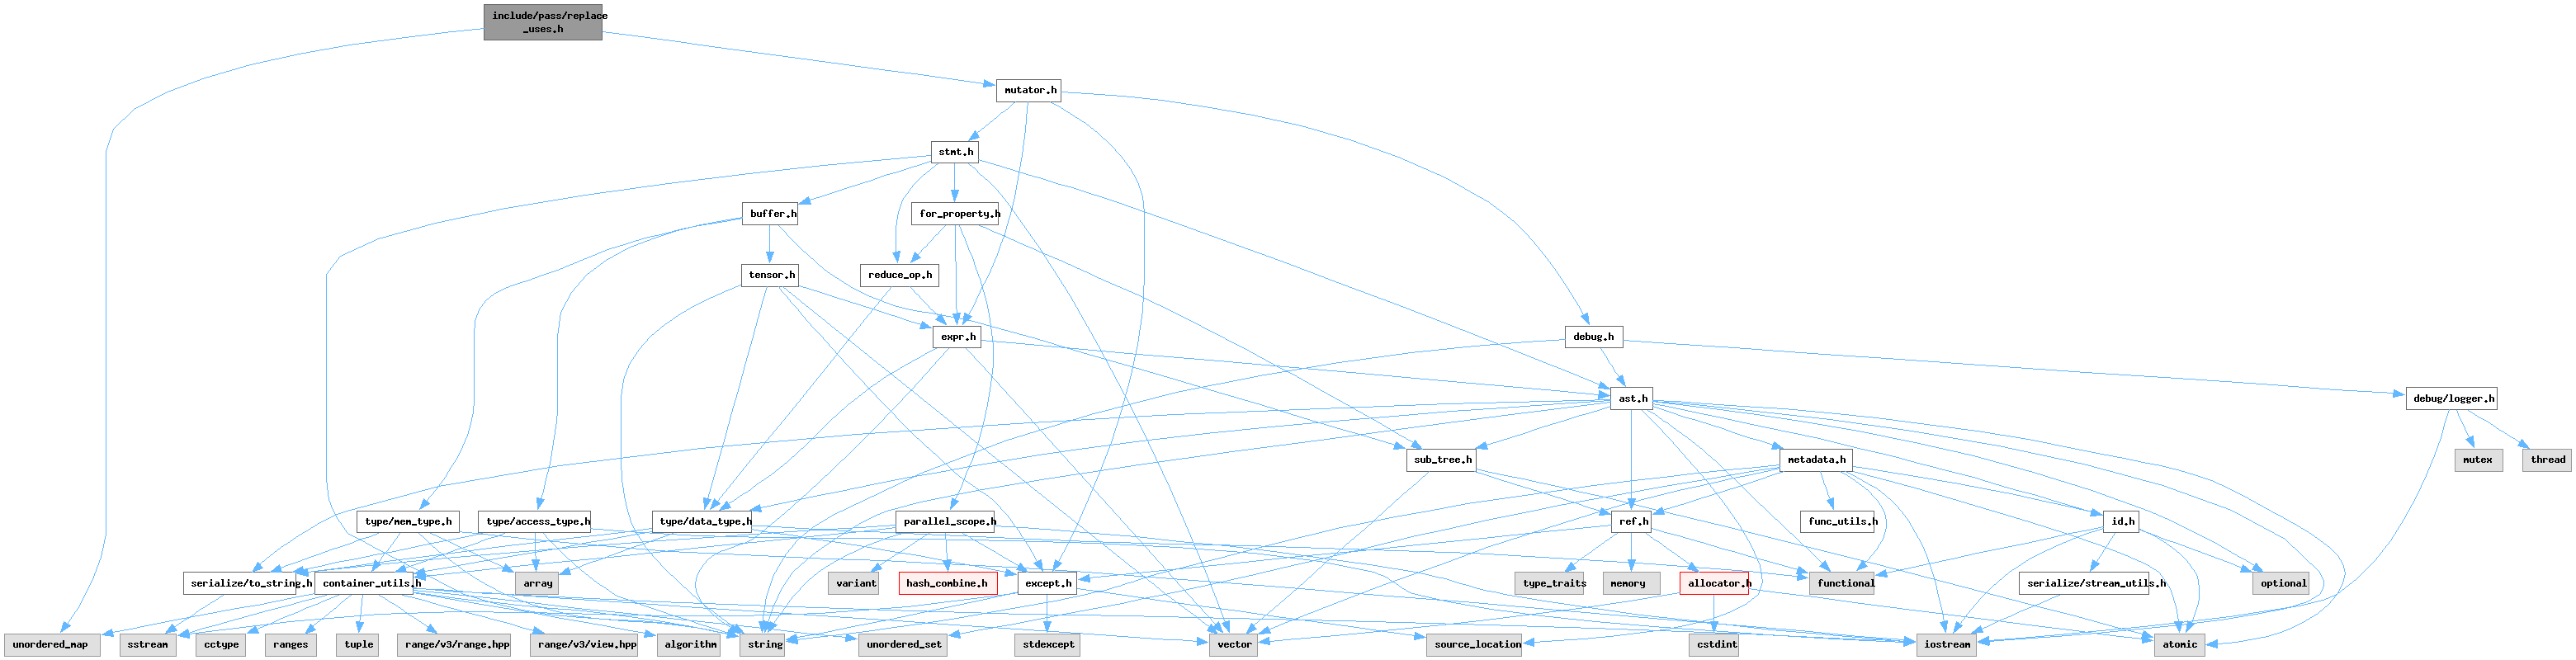 include/pass/replace
_uses.h
mutator.h
stmt.h
buffer.h
for_property.h
tensor.h
reduce_op.h
expr.h
debug.h
ast.h
debug/logger.h
sub_tree.h
metadata.h
mutex
thread
type/mem_type.h
type/access_type.h
type/data_type.h
parallel_scope.h
ref.h
func_utils.h
id.h
serialize/to_string.h
container_utils.h
array
variant
hash_combine.h
except.h
type_traits
memory
allocator.h
functional
serialize/stream_utils.h
optional
unordered_map
sstream
cctype
ranges
tuple
range/v3/range.hpp
range/v3/view.hpp
algorithm
string
unordered_set
stdexcept
vector
source_location
cstdint
iostream
atomic